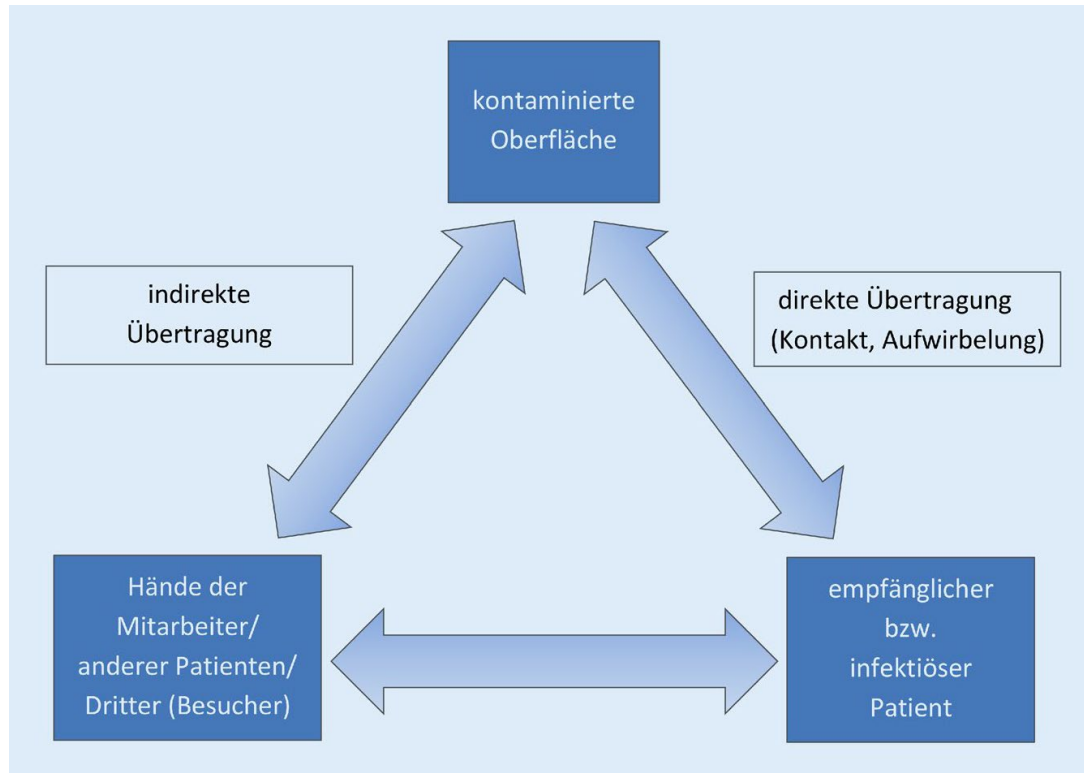 kontaminierte
Oberfläche
indirekte
Übertragung
direkte Übertragung
(Kontakt, Aufwirbelung)
Hände der
Mitarbeiter/
anderer Patienten/
Dritter (Besucher)
empfänglicher
bzw.
infektiöser
Patient